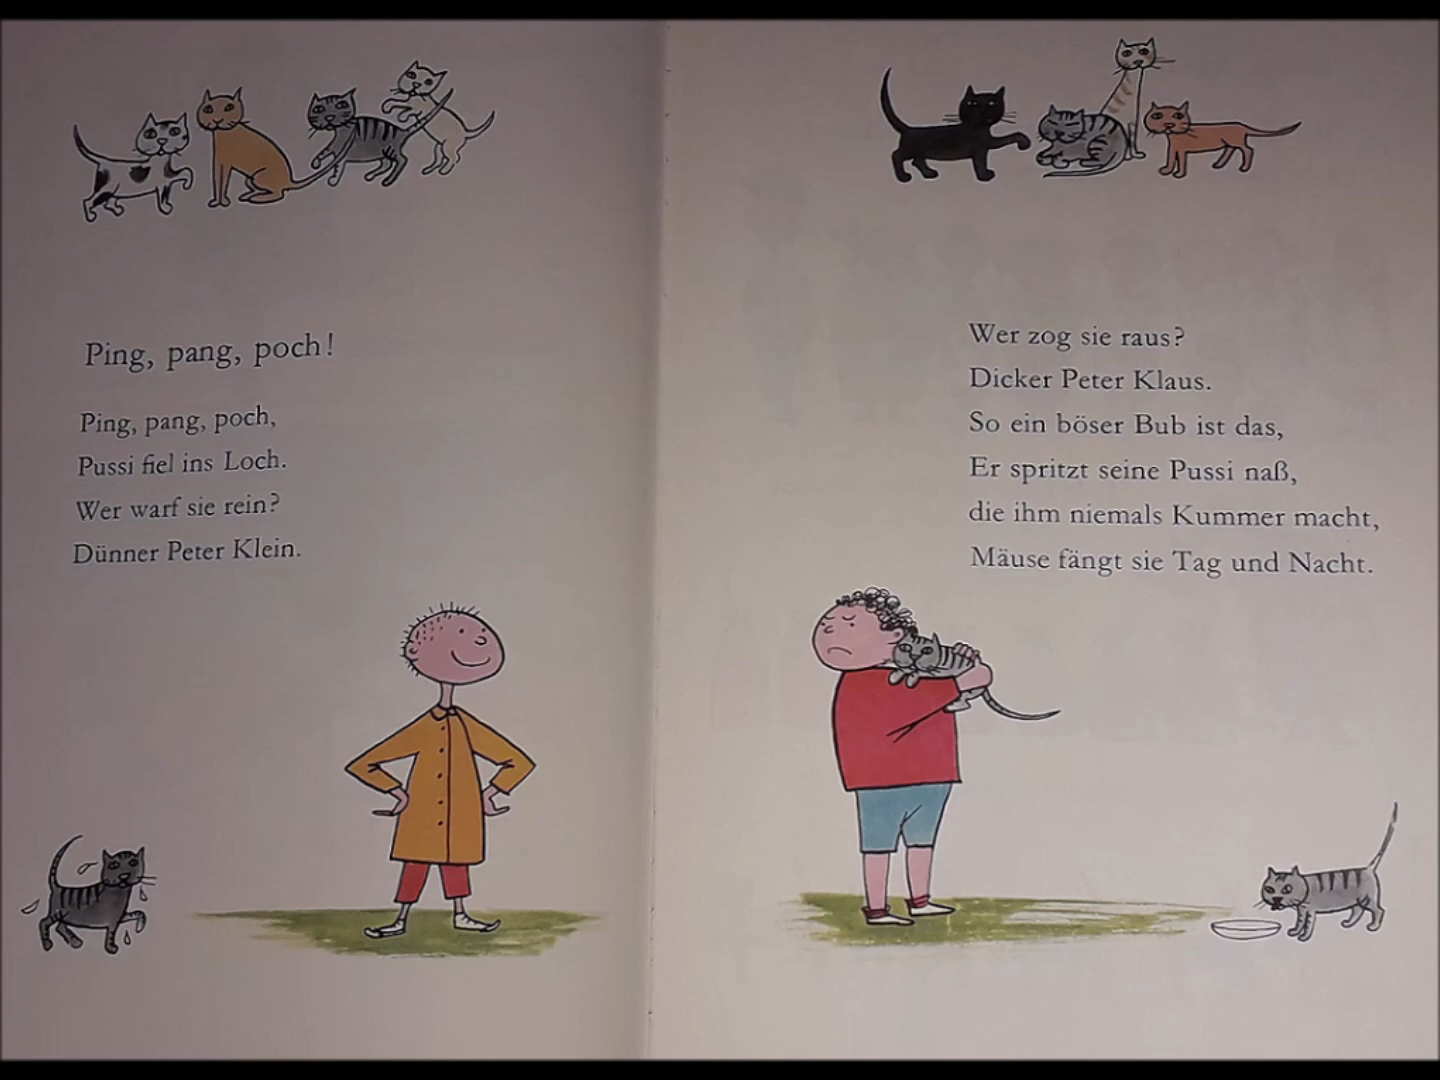 Ping, pang, poch!
Ping, pang, poch,
Pussi fiel ins Loch.
Wer warf sie rein?
Dünner Peter Klein.
Wer zog sie raus?
Dicker Peter Klaus.
So ein böser Bub ist das,
Er spritzt seine Pussi naß,
die ihm niemals Kummer macht,
Mäuse fängt sie Tag und Nacht.